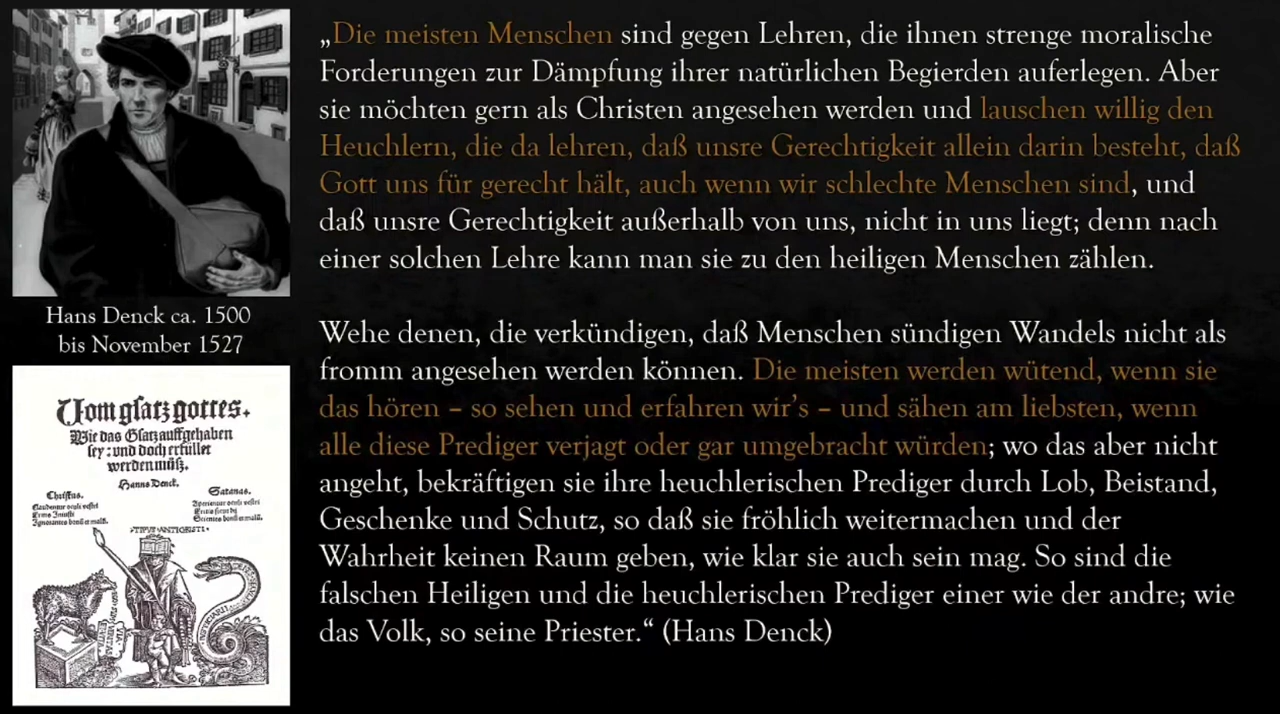 „Die meisten Menschen sind gegen Lehren, die ihnen strenge moralische
Forderungen zur Dämpfung ihrer natürlichen Begierden auferlegen. Aber
sie möchten gern als Christen angesehen werden und lauschen willig den
Heuchlern, die da lehren, daß unsre Gerechtigkeit allein darin besteht, daß
Gott uns für gerecht hält, auch wenn wir schlechte Menschen sind, und
daß unsre Gerechtigkeit außerhalb von uns, nicht in uns liegt; denn nach
einer solchen Lehre kann man sie zu den heiligen Menschen zählen.
Wehe denen, die verkündigen, daß Menschen sündigen Wandels nicht als
fromm angesehen werden können. Die meisten werden wütend, wenn sie
das hören – so sehen und erfahren wir's – und sähen am liebsten, wenn
alle diese Prediger verjagt oder gar umgebracht würden; wo das aber nicht
angeht, bekräftigen sie ihre heuchlerischen Prediger durch Lob, Beistand,
Geschenke und Schutz, so daß sie fröhlich weitermachen und der
Wahrheit keinen Raum geben, wie klar sie auch sein mag. So sind die
falschen Heiligen und die heuchlerischen Prediger einer wie der andre; wie
das Volk, so seine Priester.“ (Hans Denck)
Hans Denck ca. 1500
bis November 1527
Vom gsatz gottes.
Wie das Gsatz auffgehaben
sey: und doch erfüllet
werden müß.
Hanns Denck.
Christus.
Satanas.